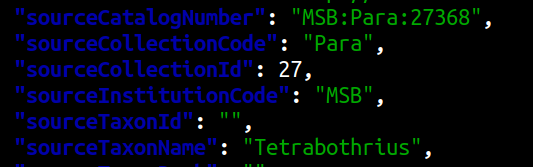 "sourceCatalogNumber": "MSB:Para:27368",
"sourceCollectionCode": "Para",
"sourceCollectionId": 27,
"sourceInstitutionCode": "MSB",
"sourceTaxonId": "",
"sourceTaxonName": "Tetrabothrius",